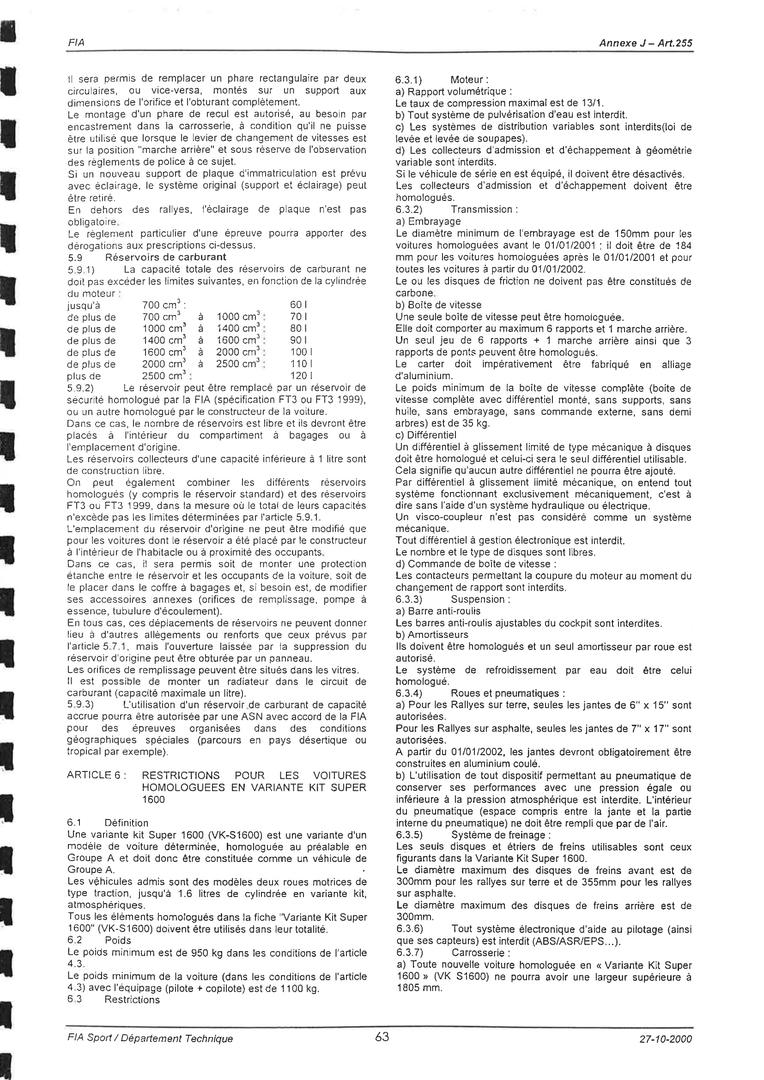 FIA
Annexe J – Art.255
Il sera permis de remplacer un phare rectangulaire par deux
circulaires, ou vice-versa, montés sur un support aux
dimensions de l'orifice et l'obturant complètement.
Le montage d'un phare de recul est autorisé, au besoin par
encastrement dans la carrosserie, à condition qu'il ne puisse
être utilisé que lorsque le levier de changement de vitesses est
sur la position "marche arrière" et sous réserve de l'observation
des règlements de police à ce sujet.
Si un nouveau support de plaque d'immatriculation est prévu
avec éclairage, le système original (support et éclairage) peut
être retiré.
En dehors des rallyes, l'éclairage de plaque n'est pas
obligatoire.
Le règlement particulier d'une épreuve pourra apporter des
dérogations aux prescriptions ci-dessus.
5.9 Réservoirs de carburant
5.9.1) La capacité totale des réservoirs de carburant ne
doit pas excéder les limites suivantes, en fonction de la cylindrée
du moteur :
jusqu'à 700 cm³ : 60 l
de plus de 700 cm³ à 1000 cm³ : 70 l
de plus de 1000 cm³ à 1400 cm³ : 80 l
de plus de 1400 cm³ à 1600 cm³ : 90 l
de plus de 1600 cm³ à 2000 cm³ : 100 l
de plus de 2000 cm³ à 2500 cm³ : 110 l
plus de 2500 cm³ : 120 l
5.9.2) Le réservoir peut être remplacé par un réservoir de
sécurité homologué par la FIA (spécification FT3 ou FT3 1999),
ou un autre homologué par le constructeur de la voiture.
Dans ce cas, le nombre de réservoirs est libre et ils devront être
placés à l'intérieur du compartiment à bagages ou à
l'emplacement d'origine.
Les réservoirs collecteurs d'une capacité inférieure à 1 litre sont
de construction libre.
On peut également combiner les différents réservoirs
homologués (y compris le réservoir standard) et des réservoirs
FT3 ou FT3 1999, dans la mesure où le total de leurs capacités
n'excède pas les limites déterminées par l'article 5.9.1.
L'emplacement du réservoir d'origine ne peut être modifié que
pour les voitures dont le réservoir a été placé par le constructeur
à l'intérieur de l'habitacle ou à proximité des occupants.
Dans ce cas, il sera permis soit de monter une protection
étanche entre le réservoir et les occupants de la voiture, soit de
le placer dans le coffre à bagages et, si besoin est, de modifier
ses accessoires annexes (orifices de remplissage, pompe à
essence, tubulure d'écoulement).
En tous cas, ces déplacements de réservoirs ne peuvent donner
lieu à d'autres allègements ou renforts que ceux prévus par
l'article 5.7.1, mais l'ouverture laissée par la suppression du
réservoir d'origine peut être obturée par un panneau.
Les orifices de remplissage peuvent être situés dans les vitres.
Il est possible de monter un radiateur dans le circuit de
carburant (capacité maximale un litre).
5.9.3) L'utilisation d'un réservoir de carburant de capacité
accrue pourra être autorisée par une ASN avec accord de la FIA
pour des épreuves organisées dans des conditions
géographiques spéciales (parcours en pays désertique ou
tropical par exemple).
ARTICLE 6 : RESTRICTIONS POUR LES VOITURES
HOMOLOGUEES EN VARIANTE KIT SUPER
1600
6.1 Définition
Une variante kit Super 1600 (VK-S1600) est une variante d'un
modèle de voiture déterminée, homologuée au préalable en
Groupe A et doit donc être constituée comme un véhicule de
Groupe A.
Les véhicules admis sont des modèles deux roues motrices de
type traction, jusqu'à 1.6 litres de cylindrée en variante kit,
atmosphériques.
Tous les éléments homologués dans la fiche "Variante Kit Super
1600" (VK-S1600) doivent être utilisés dans leur totalité.
6.2 Poids
Le poids minimum est de 950 kg dans les conditions de l'article
4.3.
Le poids minimum de la voiture (dans les conditions de l'article
4.3) avec l'équipage (pilote + copilote) est de 1100 kg.
6.3 Restrictions
6.3.1) Moteur :
a) Rapport volumétrique :
Le taux de compression maximal est de 13/1.
b) Tout système de pulvérisation d'eau est interdit.
c) Les systèmes de distribution variables sont interdits(loi de
levée et levée de soupapes).
d) Les collecteurs d'admission et d'échappement à géométrie
variable sont interdits.
Si le véhicule de série en est équipé, il doivent être désactivés.
Les collecteurs d'admission et d'échappement doivent être
homologués.
6.3.2) Transmission :
a) Embrayage
Le diamètre minimum de l'embrayage est de 150mm pour les
voitures homologuées avant le 01/01/2001 ; il doit être de 184
mm pour les voitures homologuées après le 01/01/2001 et pour
toutes les voitures à partir du 01/01/2002.
Le ou les disques de friction ne doivent pas être constitués de
carbone.
b) Boîte de vitesse
Une seule boîte de vitesse peut être homologuée.
Elle doit comporter au maximum 6 rapports et 1 marche arrière.
Un seul jeu de 6 rapports + 1 marche arrière ainsi que 3
rapports de ponts peuvent être homologués.
Le carter doit impérativement être fabriqué en alliage
d'aluminium.
Le poids minimum de la boîte de vitesse complète (boite de
vitesse complète avec différentiel monté, sans supports, sans
huile, sans embrayage, sans commande externe, sans demi
arbres) est de 35 kg.
c) Différentiel
Un différentiel à glissement limité de type mécanique à disques
doit être homologué et celui-ci sera le seul différentiel utilisable.
Cela signifie qu'aucun autre différentiel ne pourra être ajouté.
Par différentiel à glissement limité mécanique, on entend tout
système fonctionnant exclusivement mécaniquement, c'est à
dire sans l'aide d'un système hydraulique ou électrique.
Un visco-coupleur n'est pas considéré comme un système
mécanique.
Tout différentiel à gestion électronique est interdit.
Le nombre et le type de disques sont libres.
d) Commande de boîte de vitesse :
Les contacteurs permettant la coupure du moteur au moment du
changement de rapport sont interdits.
6.3.3) Suspension :
a) Barre anti-roulis
Les barres anti-roulis ajustables du cockpit sont interdites.
b) Amortisseurs
Ils doivent être homologués et un seul amortisseur par roue est
autorisé.
Le système de refroidissement par eau doit être celui
homologué.
6.3.4) Roues et pneumatiques :
a) Pour les Rallyes sur terre, seules les jantes de 6" x 15" sont
autorisées.
Pour les Rallyes sur asphalte, seules les jantes de 7" x 17" sont
autorisées.
A partir du 01/01/2002, les jantes devront obligatoirement être
construites en aluminium coulé.
b) L'utilisation de tout dispositif permettant au pneumatique de
conserver ses performances avec une pression égale ou
inférieure à la pression atmosphérique est interdite. L'intérieur
du pneumatique (espace compris entre la jante et la partie
interne du pneumatique) ne doit être rempli que par de l'air.
6.3.5) Système de freinage :
Les seuls disques et étriers de freins utilisables sont ceux
figurants dans la Variante Kit Super 1600.
Le diamètre maximum des disques de freins avant est de
300mm pour les rallyes sur terre et de 355mm pour les rallyes
sur asphalte.
Le diamètre maximum des disques de freins arrière est de
300mm.
6.3.6) Tout système électronique d'aide au pilotage (ainsi
que ses capteurs) est interdit (ABS/ASR/EPS...).
6.3.7) Carrosserie :
a) Toute nouvelle voiture homologuée en « Variante Kit Super
1600 » (VK S1600) ne pourra avoir une largeur supérieure à
1805 mm.
FIA Sport / Département Technique
63
27-10-2000